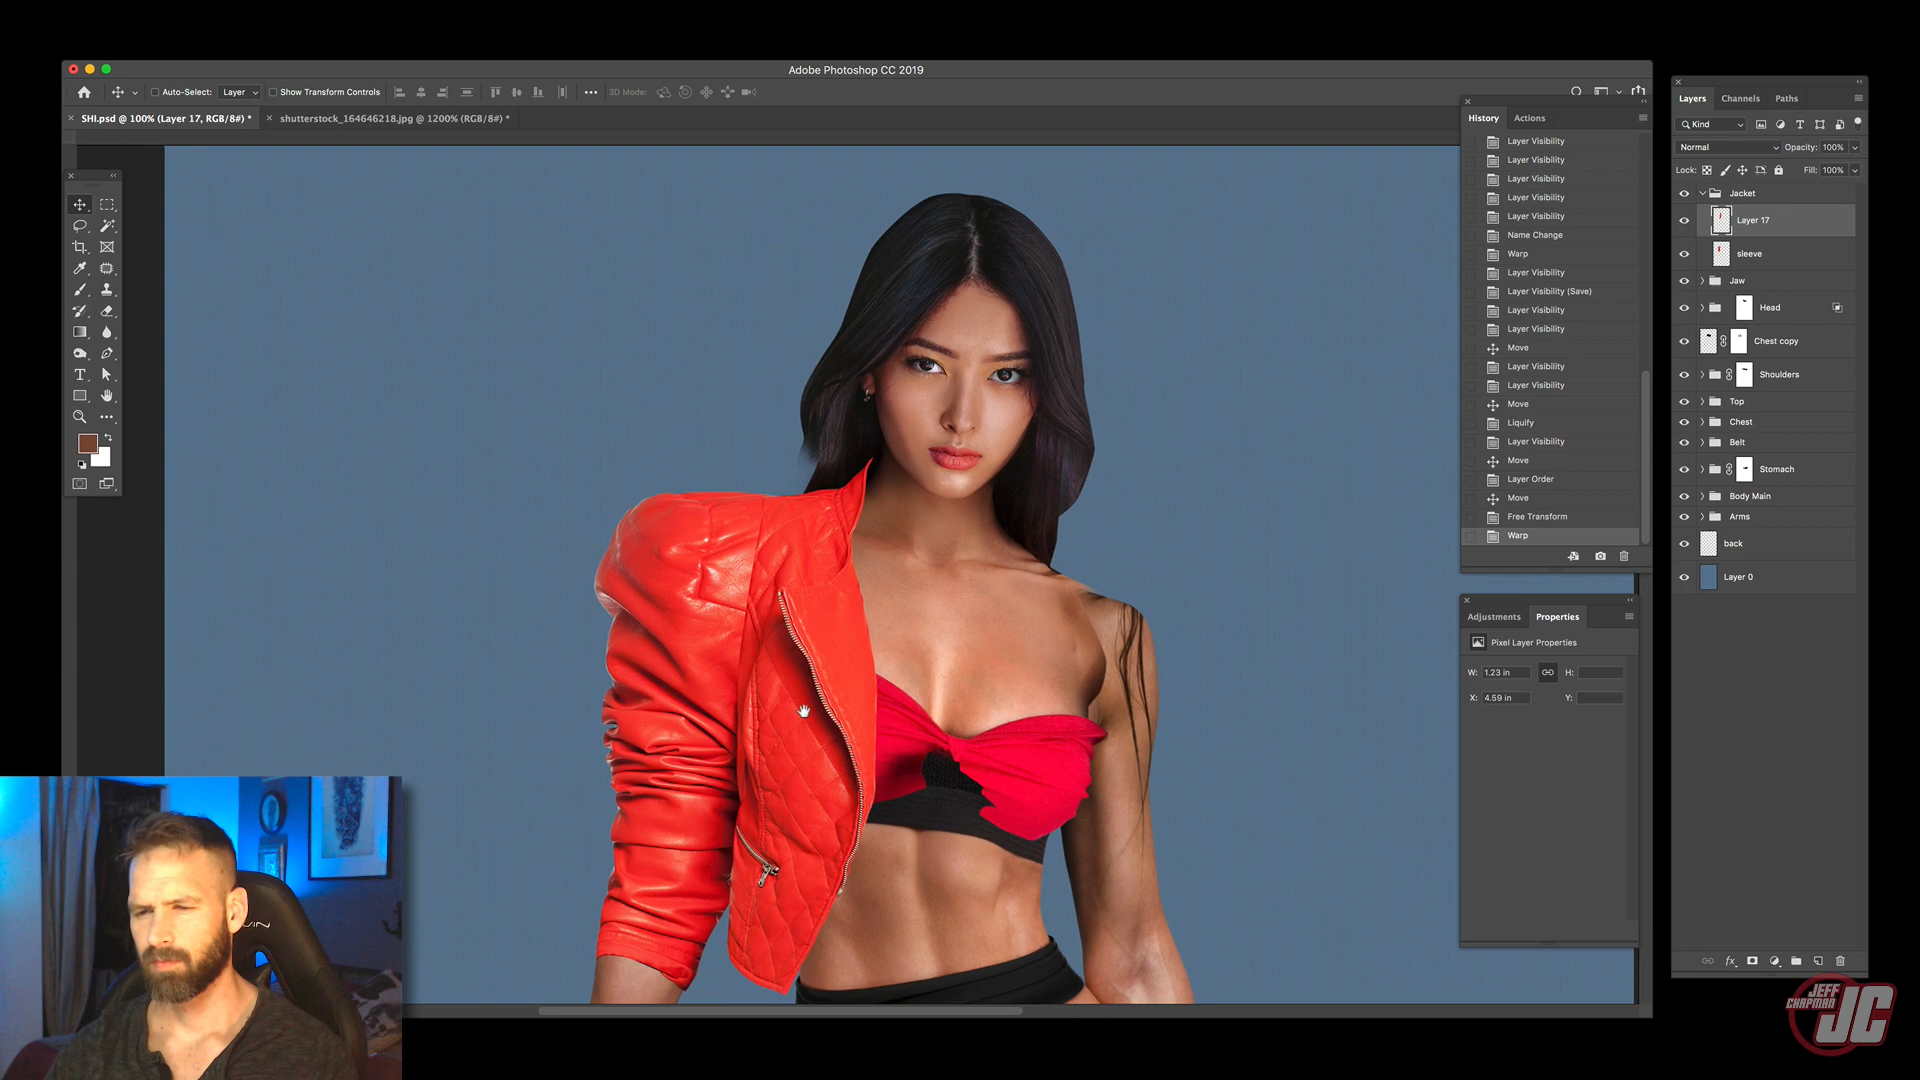 Adobe Photoshop CC 2019
Auto-Select: Layer Show Transform Controls 3D Mode:
SHI.psd @ 100% (Layer 17, RGB/8#) *
shutterstock_164646218.jpg @ 1200% (RGB/8#) *
History Actions
Layer Visibility
Layer Visibility
Layer Visibility
Layer Visibility
Layer Visibility
Name Change
Warp
Layer Visibility
Layer Visibility (Save)
Layer Visibility
Layer Visibility
Move
Layer Visibility
Layer Visibility
Move
Liquify
Layer Visibility
Move
Layer Order
Move
Free Transform
Warp
Adjustments Properties
Pixel Layer Properties
W: 1.23 in H:
X: 4.59 in Y:
Layers Channels Paths
Kind
Normal Opacity: 100%
Lock: Fill: 100%
Jacket
Layer 17
sleeve
Jaw
Head
Chest copy
Shoulders
Top
Chest
Belt
Stomach
Body Main
Arms
back
Layer 0
fx
JEFF
CHAPMAN
JC